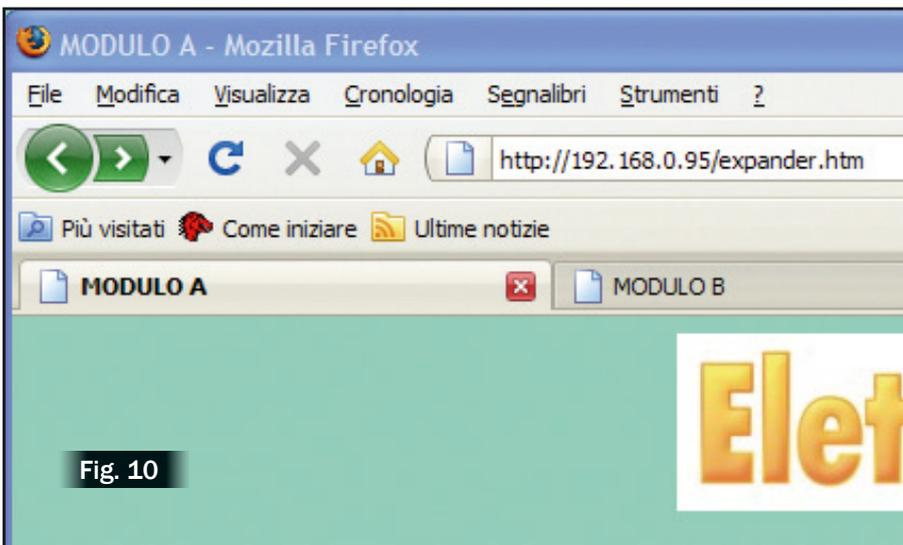 MODULO A - Mozilla Firefox
File Modifica Visualizza Cronologia Segnalibri Strumenti ?
http://192.168.0.95/expander.htm
Più visitati Come iniziare Ultime notizie
MODULO A MODULO B
Elet
Fig. 10